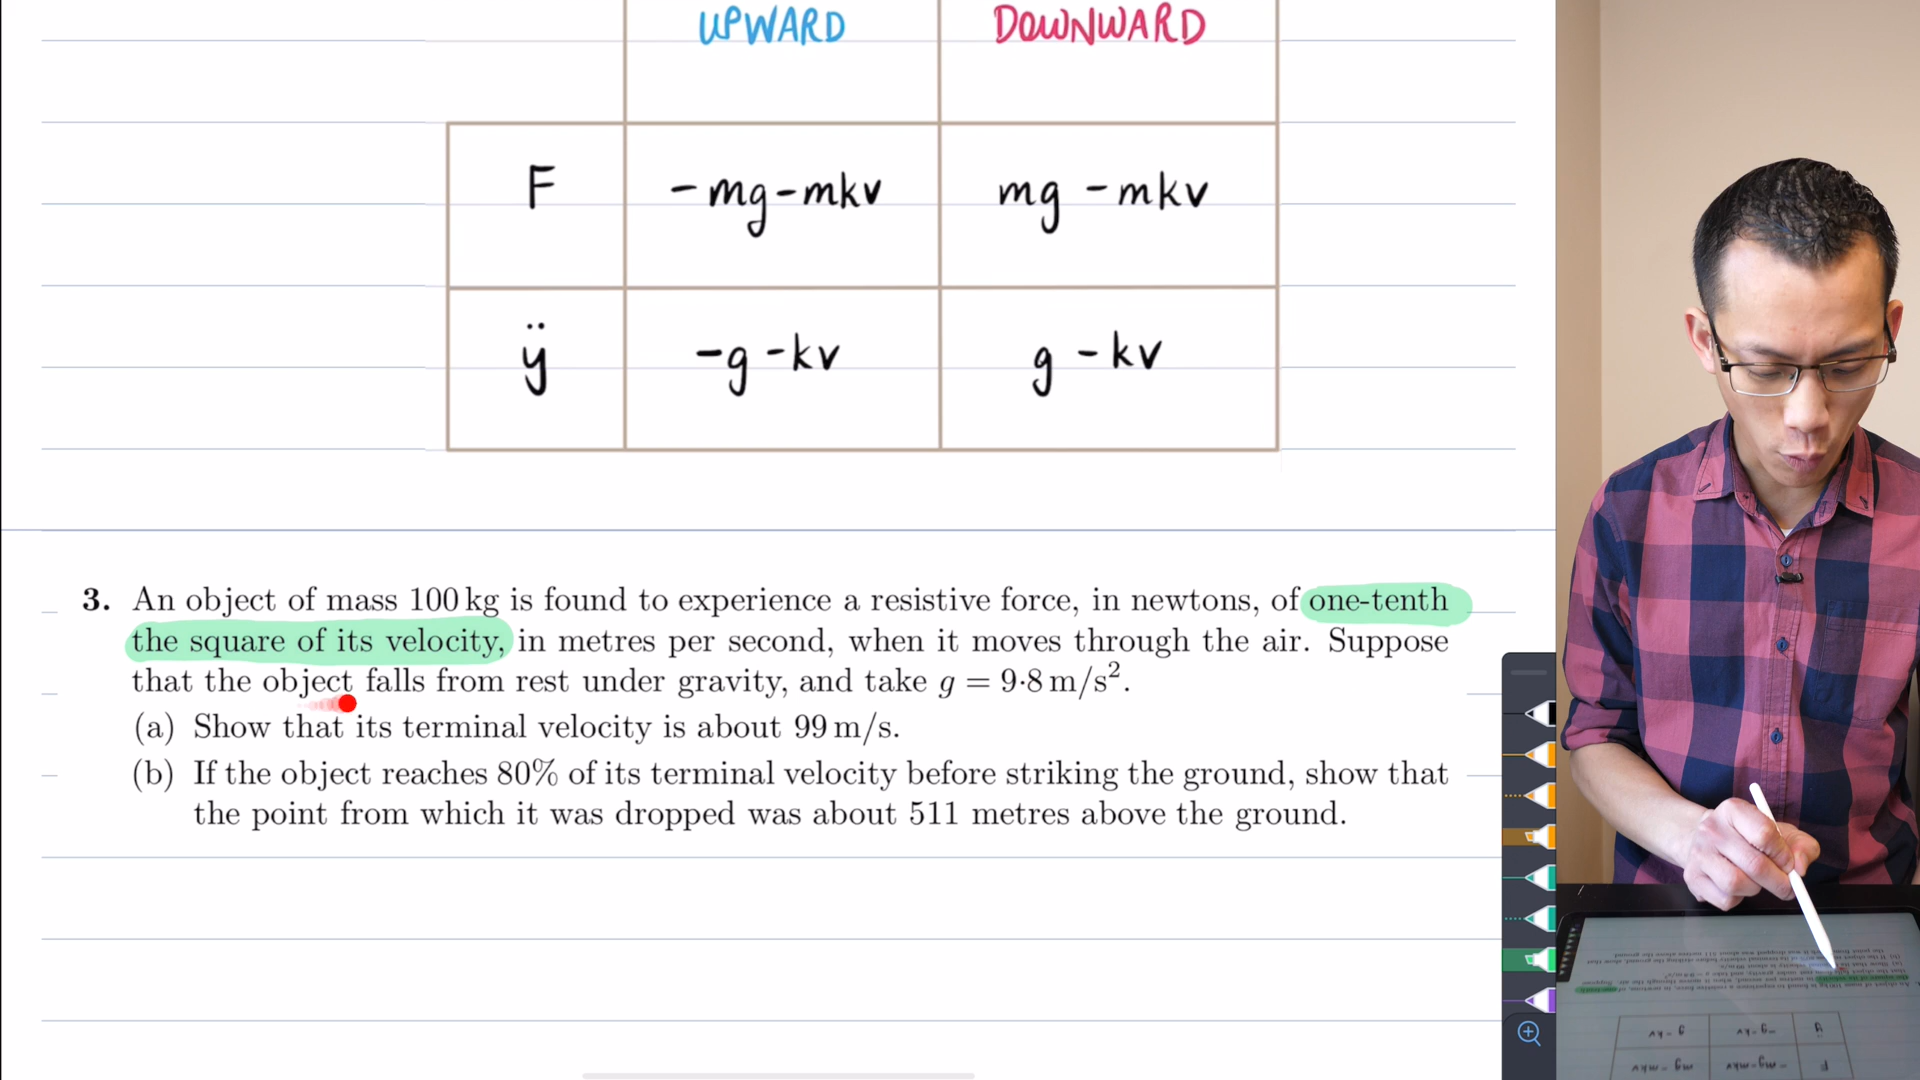 UPWARD DOWNWARD
F -mg-mkv mg -mkv
ÿ -g -kv g -kv
3. An object of mass 100 kg is found to experience a resistive force, in newtons, of one-tenth
the square of its velocity, in metres per second, when it moves through the air. Suppose
that the object falls from rest under gravity, and take g = 9·8 m/s².
(a) Show that its terminal velocity is about 99 m/s.
(b) If the object reaches 80% of its terminal velocity before striking the ground, show that
the point from which it was dropped was about 511 metres above the ground.